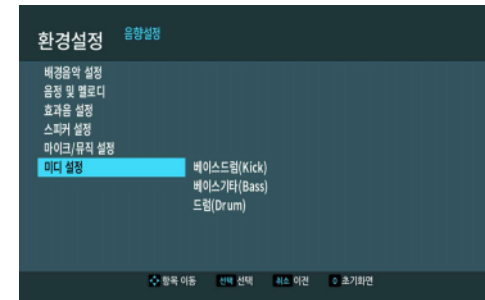 환경설정 음향설정
배경음악 설정
음정 및 멜로디
효과음 설정
스피커 설정
마이크/뮤직 설정
미디 설정 베이스드럼(Kick)
베이스기타(Bass)
드럼(Drum)
항목 이동 선택 선택 취소 이전 0 초기화면